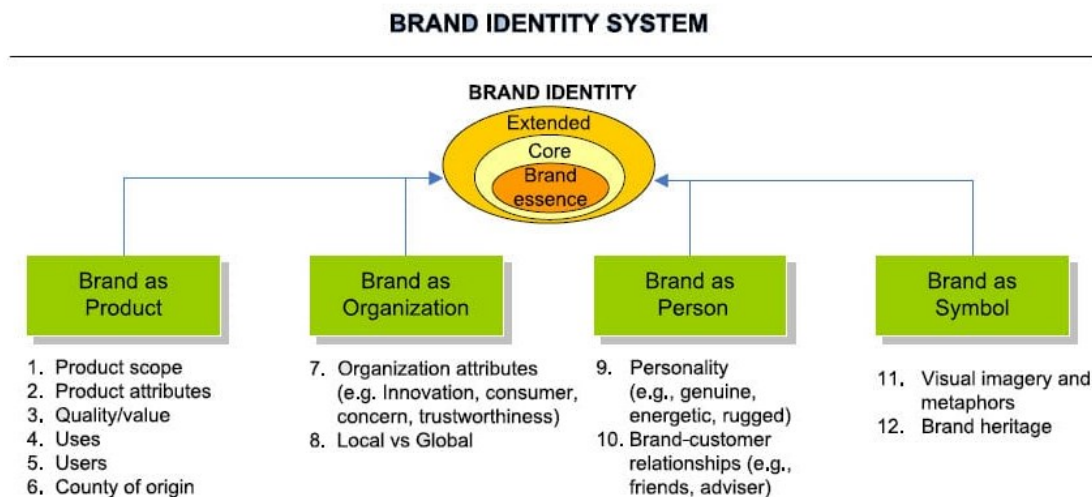 BRAND IDENTITY SYSTEM
BRAND IDENTITY
Extended
Core
Brand
essence
Brand as
Product
Brand as
Organization
Brand as
Person
Brand as
Symbol
1. Product scope
2. Product attributes
3. Quality/value
4. Uses
5. Users
6. County of origin
7. Organization attributes
(e.g. Innovation, consumer,
concern, trustworthiness)
8. Local vs Global
9. Personality
(e.g., genuine,
energetic, rugged)
10. Brand-customer
relationships (e.g.,
friends, adviser)
11. Visual imagery and
metaphors
12. Brand heritage